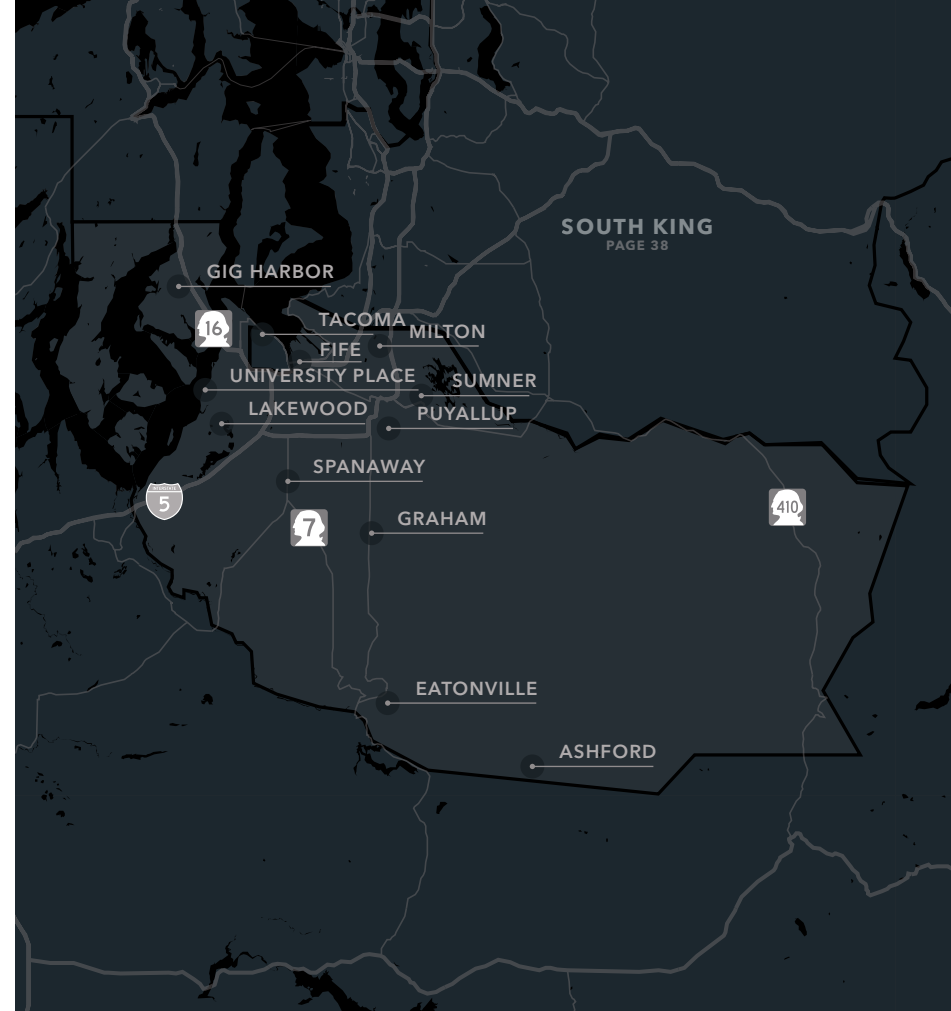 SOUTH KING
PAGE 38
GIG HARBOR
16
TACOMA
MILTON
FIFE
UNIVERSITY PLACE
SUMNER
LAKEWOOD
PUYALLUP
SPANAWAY
INTERSTATE
5
410
7
GRAHAM
EATONVILLE
ASHFORD